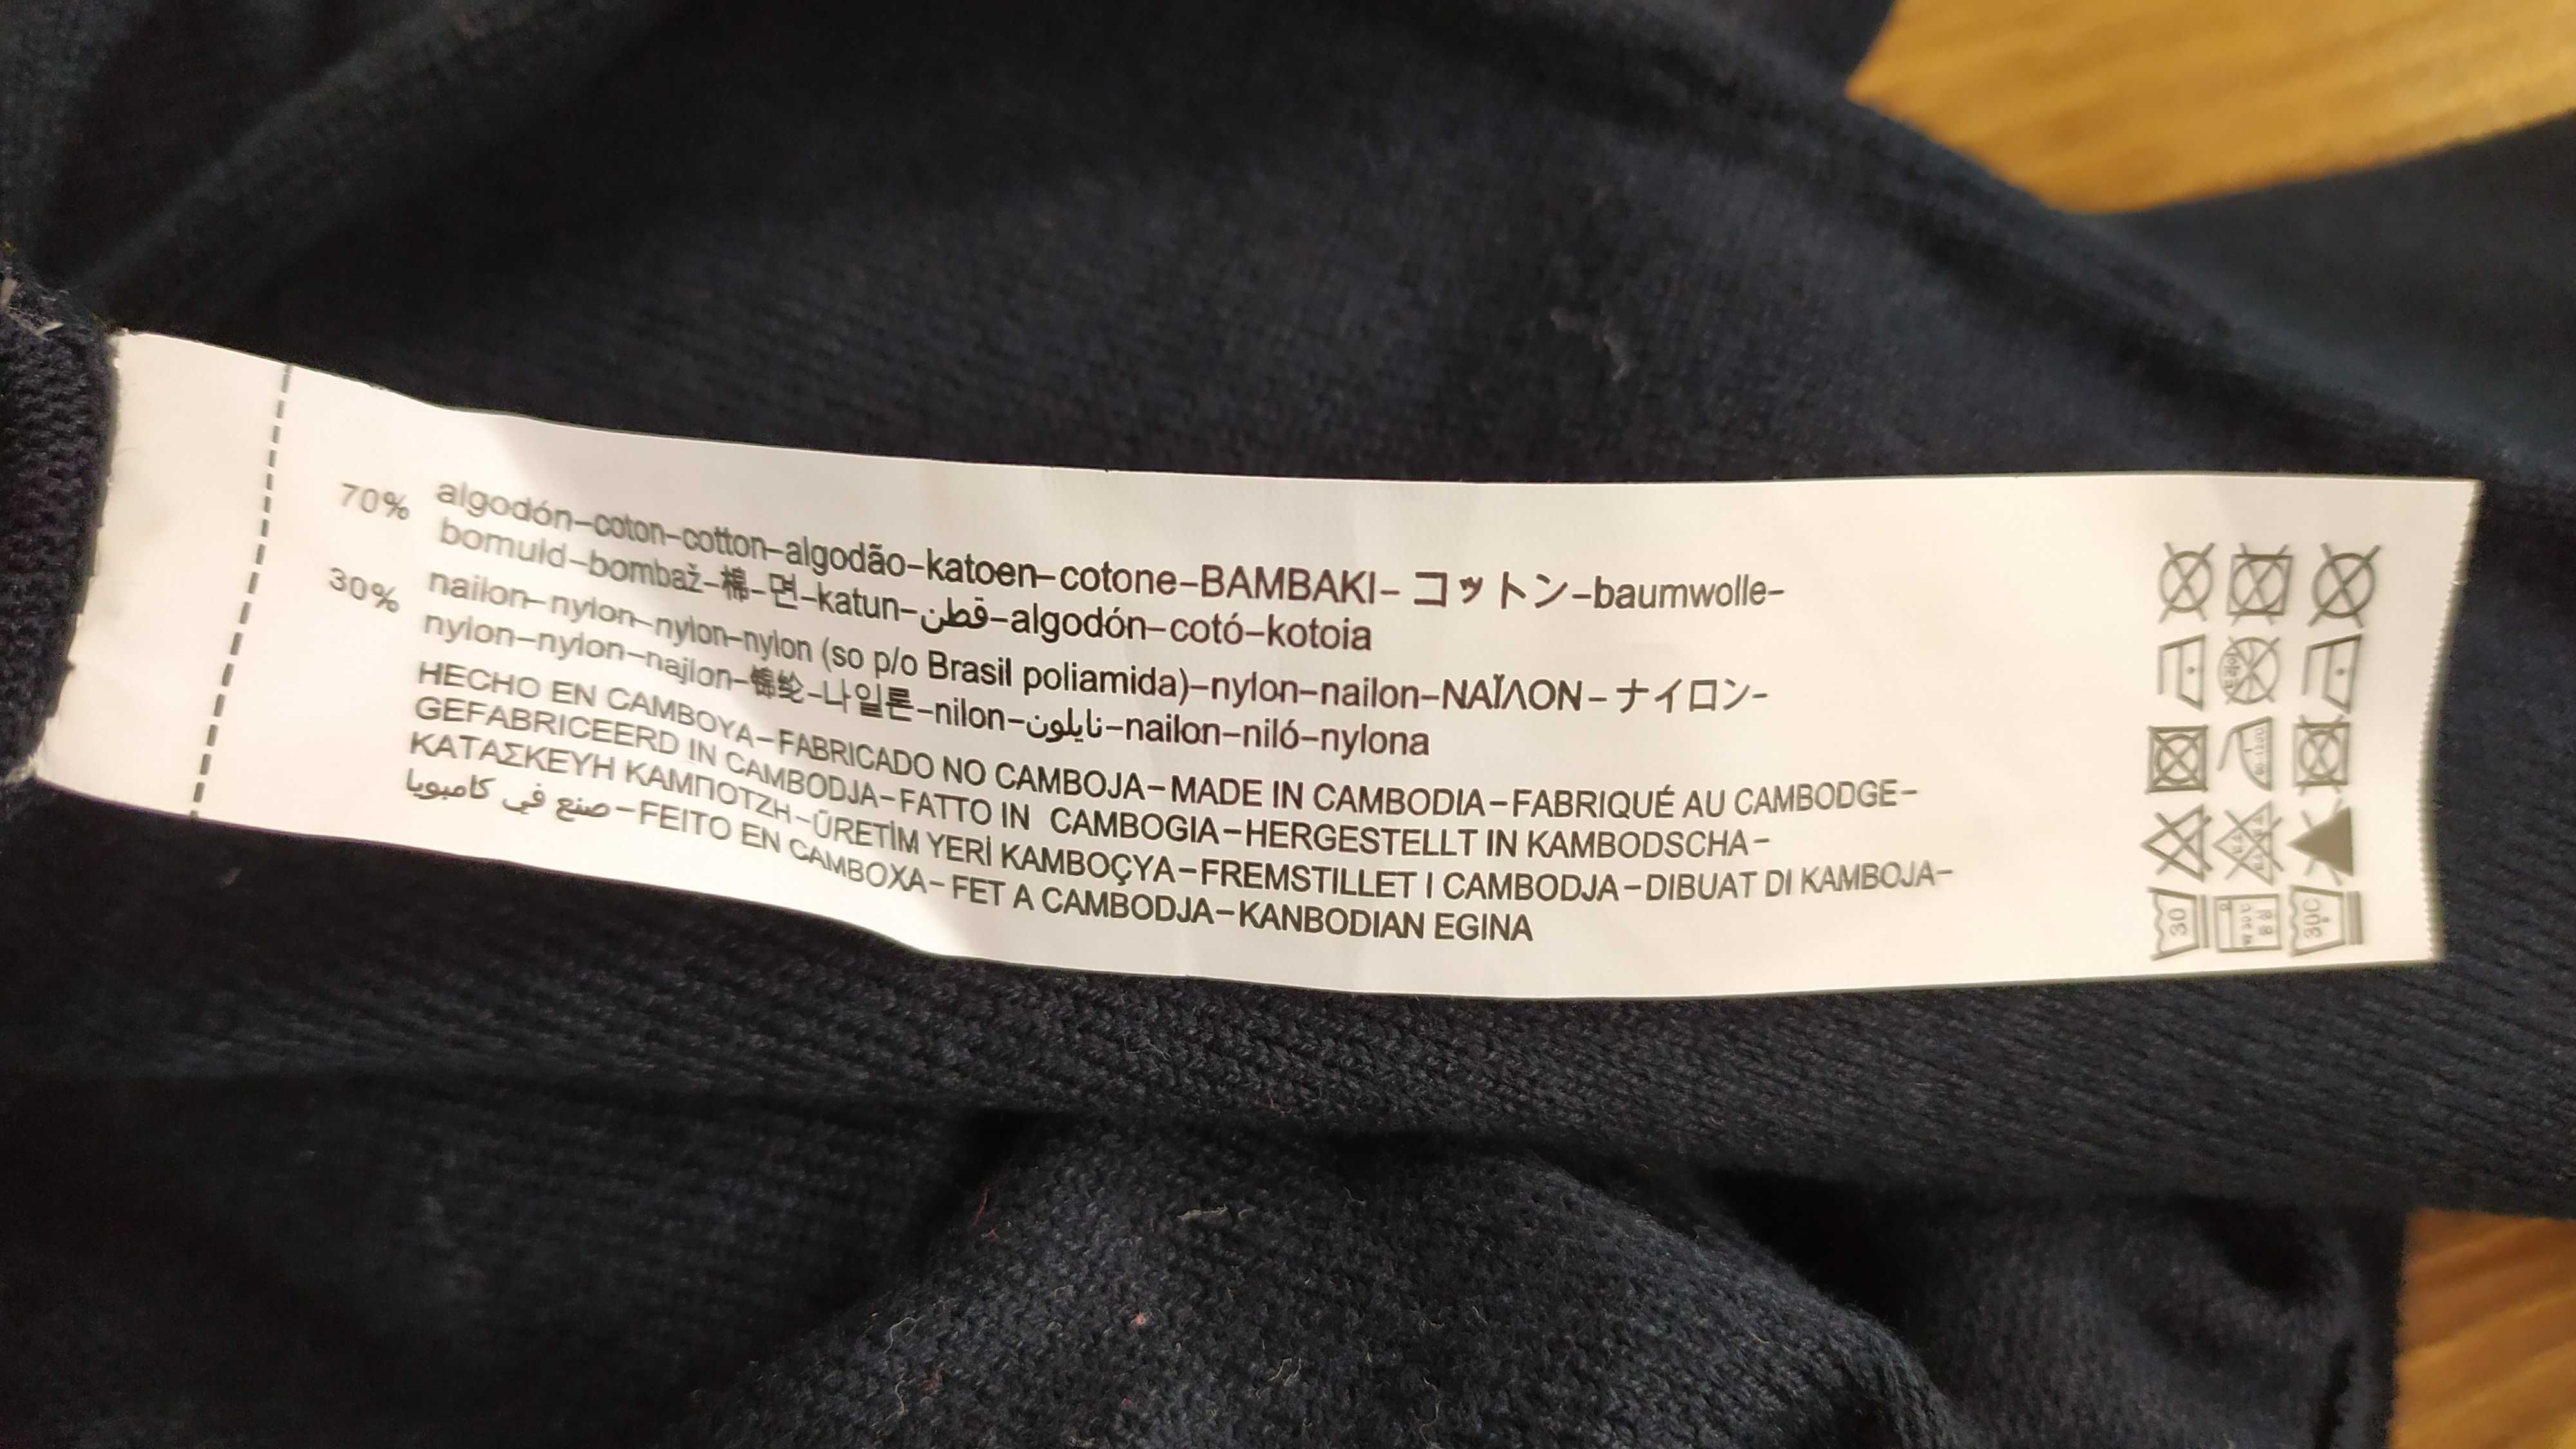 70% algodón–coton–cotton–algodão–katoen–cotone–BAMBAKI–コットン–baumwolle–
bomuld–bombaž–棉–면–katun–قطن–algodón–cotó–kotoia
30% nailon–nylon–nylon–nylon (so p/o Brasil poliamida)–nylon–nailon–ΝΑΪΛΟΝ–ナイロン–
nylon–nylon–najlon–锦纶–나일론–nilon–نايلون–nailon–niló–nylona
HECHO EN CAMBOYA–FABRICADO NO CAMBOJA–MADE IN CAMBODIA–FABRIQUÉ AU CAMBODGE–
GEFABRICEERD IN CAMBODJA–FATTO IN CAMBOGIA–HERGESTELLT IN KAMBODSCHA–
ΚΑΤΑΣΚΕΥΗ ΚΑΜΠΟΤΖΗ–ÜRETİM YERİ KAMBOÇYA–FREMSTILLET I CAMBODJA–DIBUAT DI KAMBOJA–
صنع في كامبويا–FEITO EN CAMBOXA–FET A CAMBODJA–KANBODIAN EGINA
30
30C